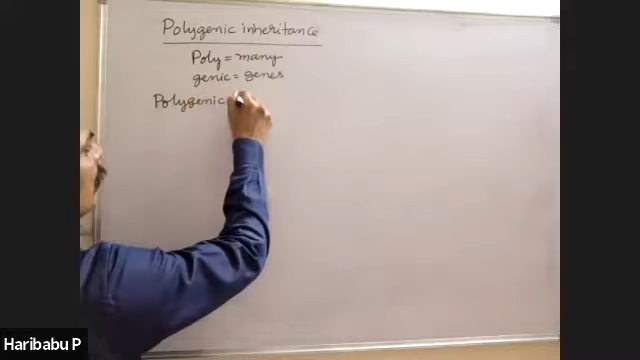 Polygenic inheritance
Poly = many
genic = genes
Polygenic
Haribabu P